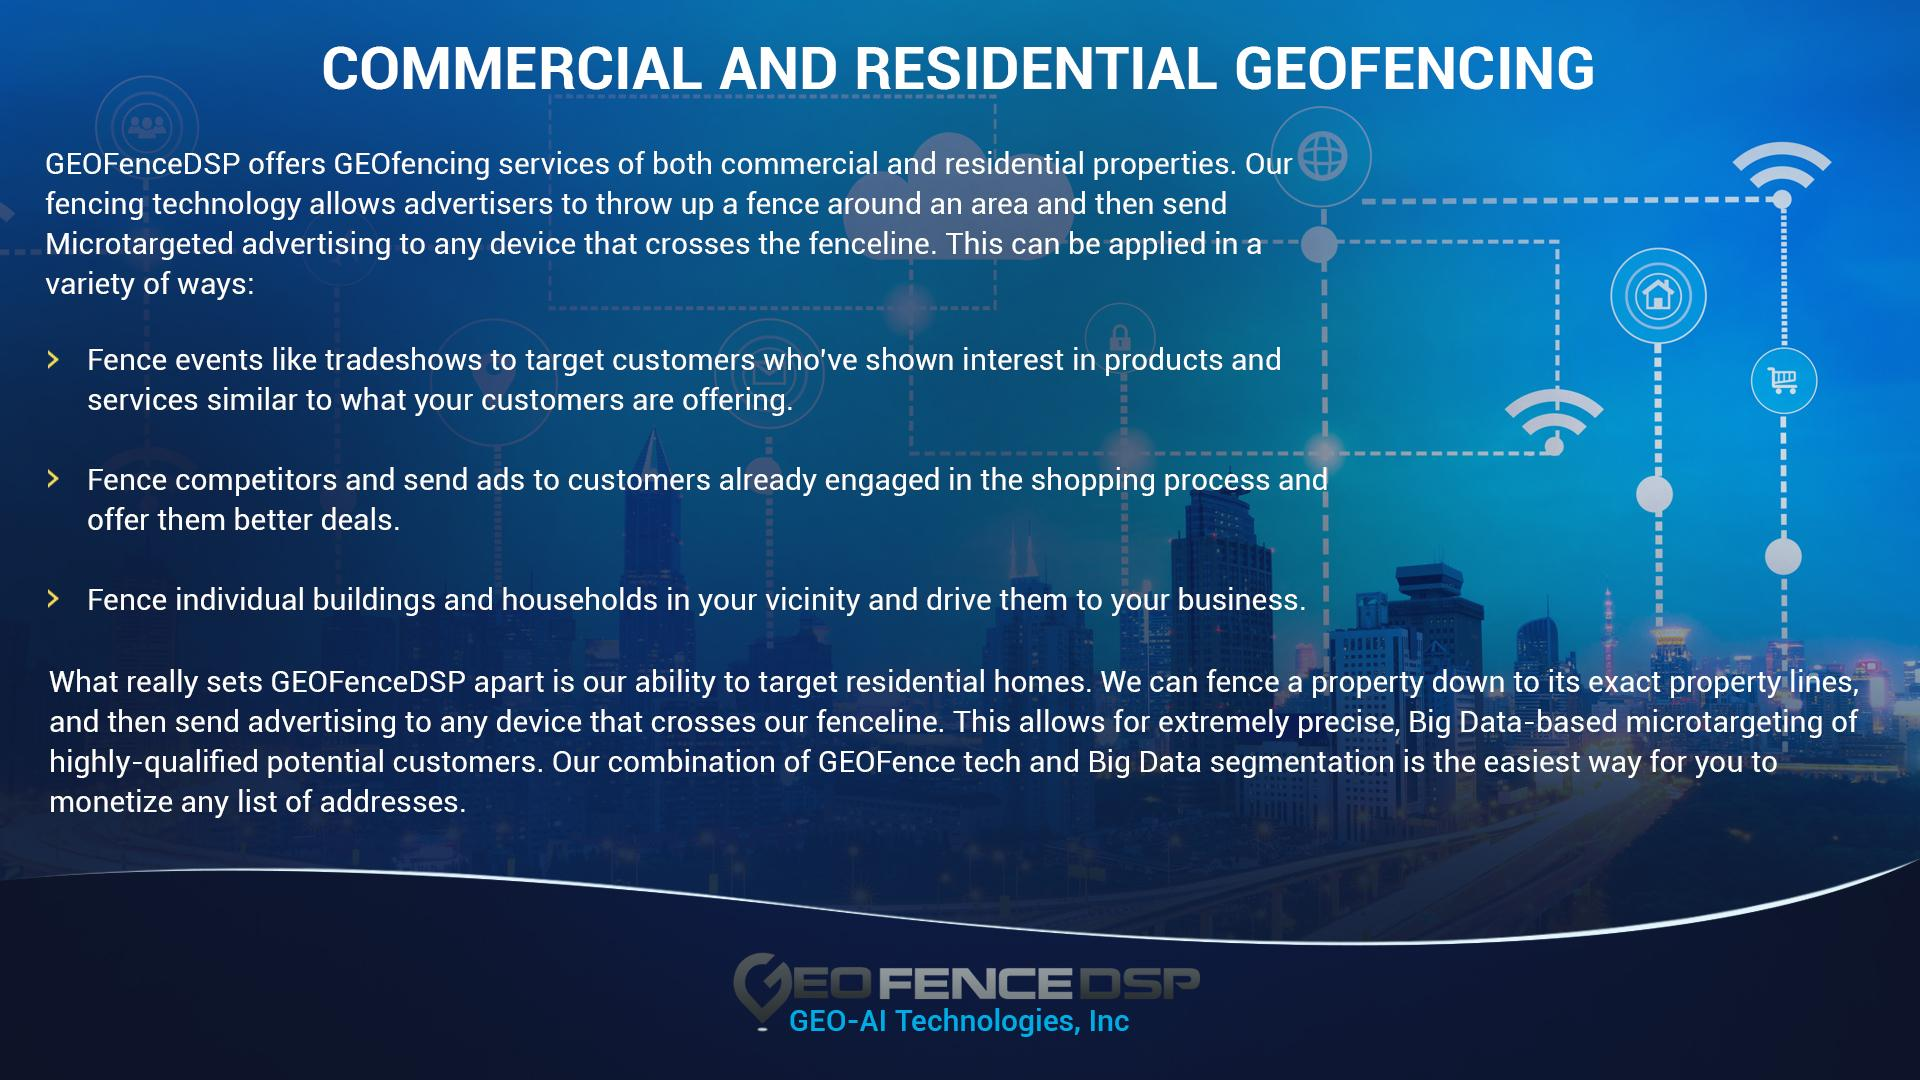 COMMERCIAL AND RESIDENTIAL GEOFENCING
GEOFenceDSP offers GEOfencing services of both commercial and residential properties. Our
fencing technology allows advertisers to throw up a fence around an area and then send
Microtargeted advertising to any device that crosses the fenceline. This can be applied in a
variety of ways:
Fence events like tradeshows to target customers who've shown interest in products and
services similar to what your customers are offering.
Fence competitors and send ads to customers already engaged in the shopping process and
offer them better deals.
Fence individual buildings and households in your vicinity and drive them to your business.
What really sets GEOFenceDSP apart is our ability to target residential homes. We can fence a property down to its exact property lines,
and then send advertising to any device that crosses our fenceline. This allows for extremely precise, Big Data-based microtargeting of
highly-qualified potential customers. Our combination of GEOFence tech and Big Data segmentation is the easiest way for you to
monetize any list of addresses.
GEOFENCEDSP
GEO-AI Technologies, Inc